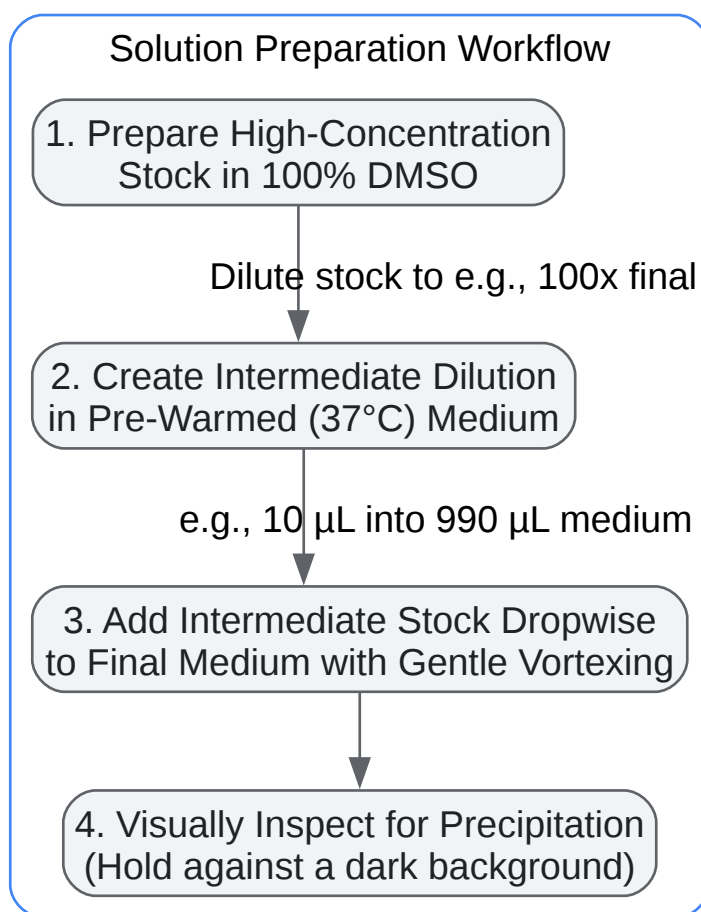 Solution Preparation Workflow
1. Prepare High-Concentration
Stock in 100% DMSO
Dilute stock to e.g., 100x final
2. Create Intermediate Dilution
in Pre-Warmed (37°C) Medium
e.g., 10 µL into 990 µL medium
3. Add Intermediate Stock Dropwise
to Final Medium with Gentle Vortexing
4. Visually Inspect for Precipitation
(Hold against a dark background)